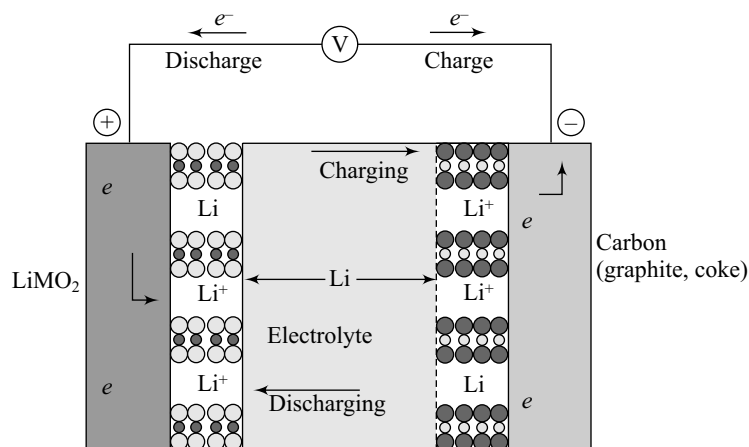 e⁻ e⁻
V
Discharge Charge
+ −
Charging
e
Li Li⁺
e
Carbon
(graphite, coke)
LiMO₂
Li⁺ Li Li⁺
Electrolyte
e Li⁺ Li
Discharging
e